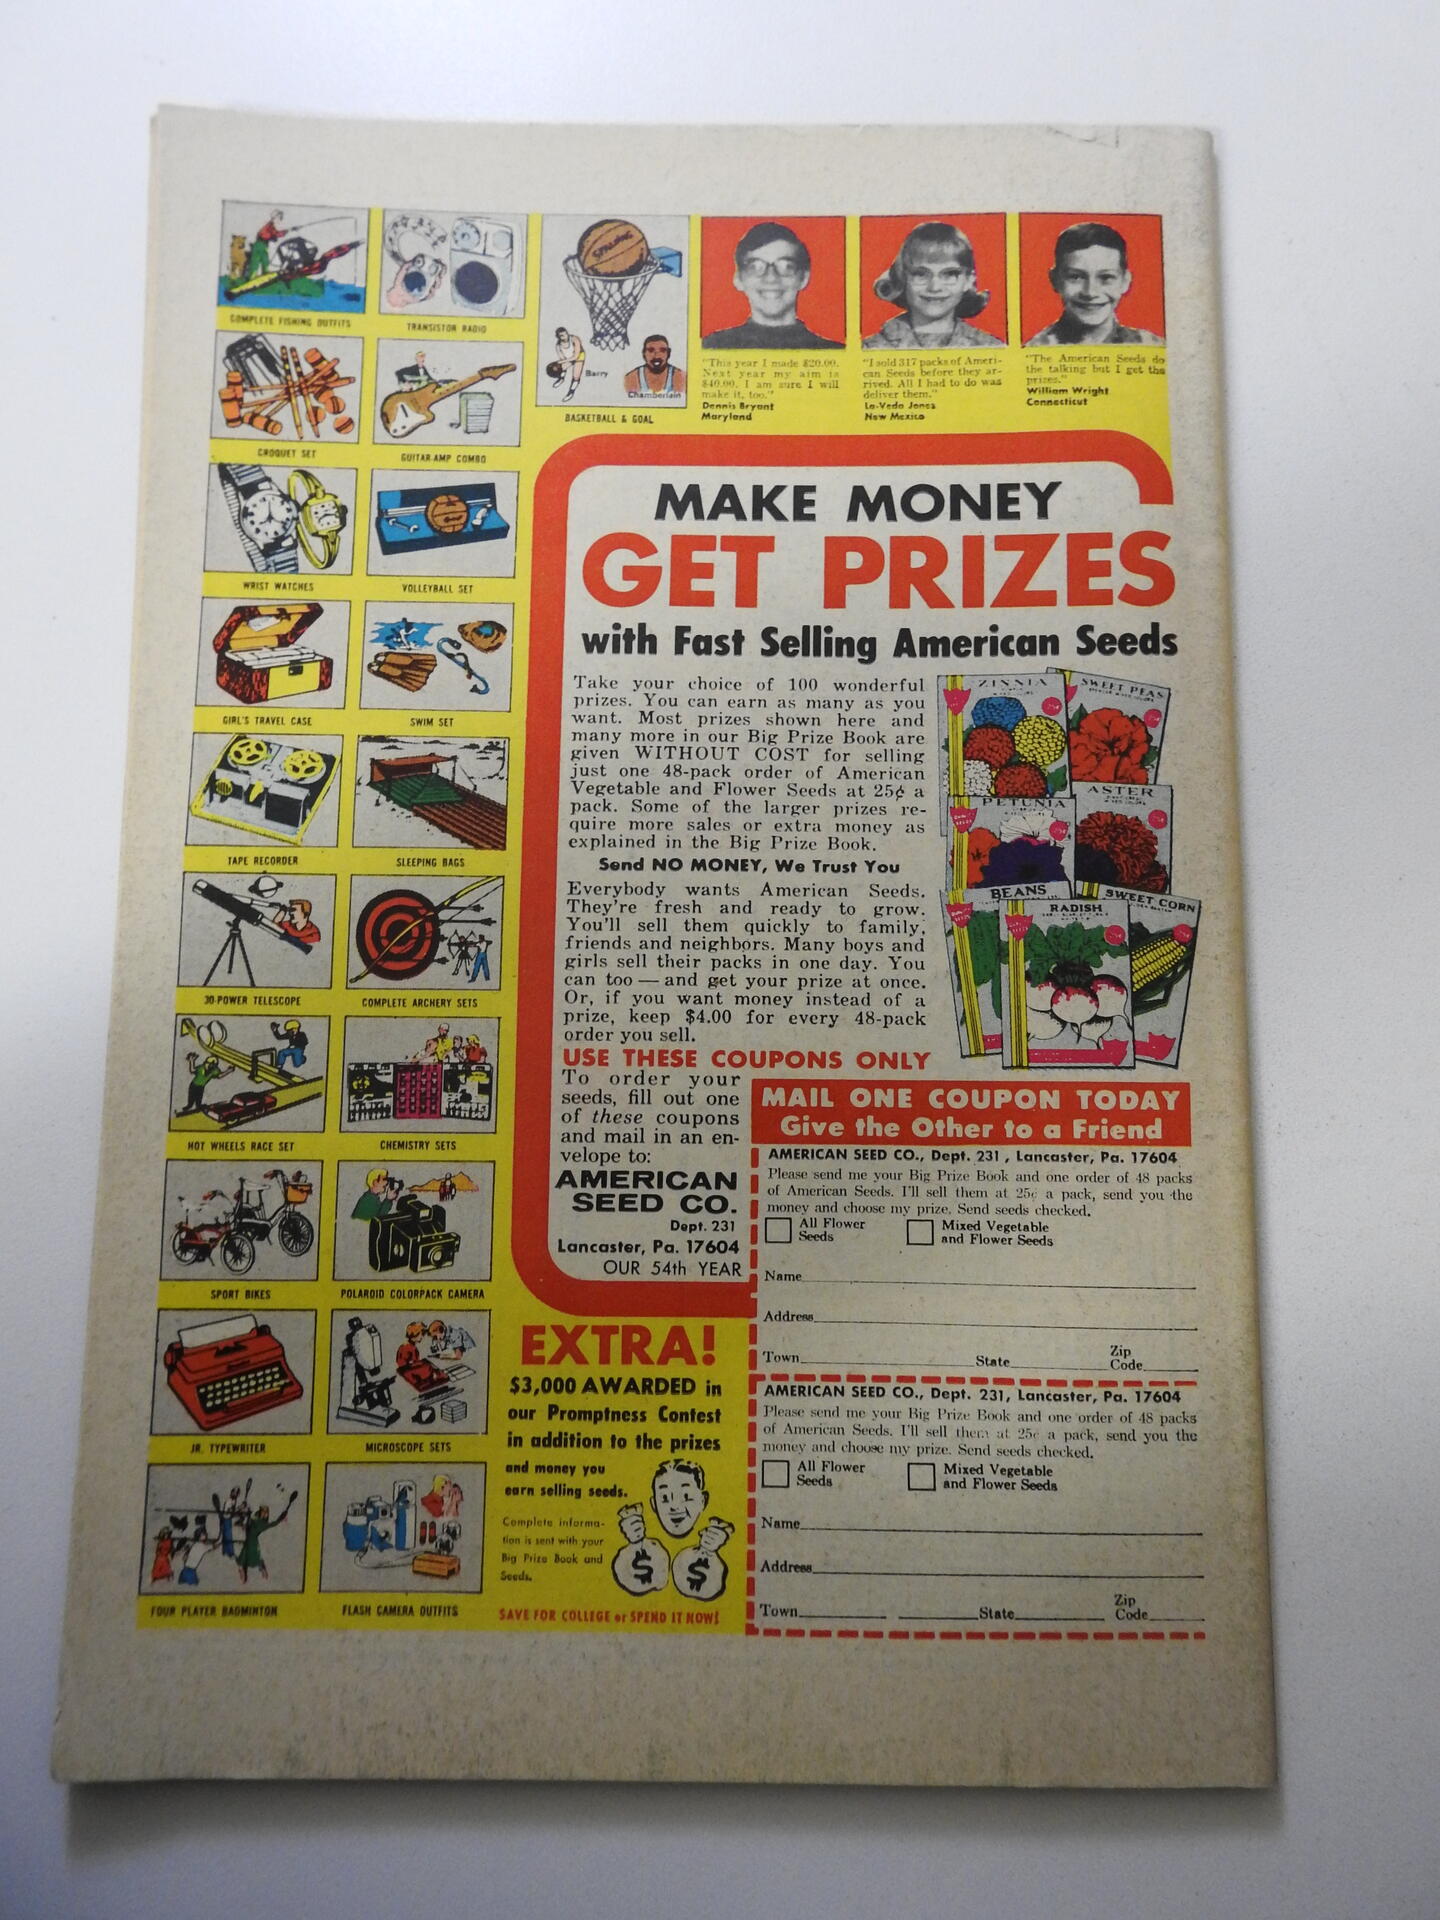 COMPLETE FISHING OUTFITS
TRANSISTOR RADIO
SPALDING
Barry
Chamberlain
BASKETBALL & GOAL
CROQUET SET
GUITAR-AMP COMBO
WRIST WATCHES
VOLLEYBALL SET
GIRL'S TRAVEL CASE
SWIM SET
TAPE RECORDER
SLEEPING BAGS
30-POWER TELESCOPE
COMPLETE ARCHERY SETS
HOT WHEELS RACE SET
CHEMISTRY SETS
SPORT BIKES
POLAROID COLORPACK CAMERA
JR. TYPEWRITER
MICROSCOPE SETS
FOUR PLAYER BADMINTON
FLASH CAMERA OUTFITS
"This year I made $20.00.
Next year my aim is
$40.00. I am sure I will
make it, too."
Dennis Bryant
Maryland
"I sold 317 packs of Ameri-
can Seeds before they ar-
rived. All I had to do was
deliver them."
La-Veda Jones
New Mexico
"The American Seeds do
the talking but I get the
prizes."
William Wright
Connecticut
MAKE MONEY
GET PRIZES
with Fast Selling American Seeds
Take your choice of 100 wonderful
prizes. You can earn as many as you
want. Most prizes shown here and
many more in our Big Prize Book are
given WITHOUT COST for selling
just one 48-pack order of American
Vegetable and Flower Seeds at 25¢ a
pack. Some of the larger prizes re-
quire more sales or extra money as
explained in the Big Prize Book.
Send NO MONEY, We Trust You
Everybody wants American Seeds.
They're fresh and ready to grow.
You'll sell them quickly to family,
friends and neighbors. Many boys and
girls sell their packs in one day. You
can too — and get your prize at once.
Or, if you want money instead of a
prize, keep $4.00 for every 48-pack
order you sell.
ZINNIA
SWEET PEAS
PETUNIA
ASTER
BEANS
RADISH
SWEET CORN
USE THESE COUPONS ONLY
To order your
seeds, fill out one
of these coupons
and mail in an en-
velope to:
AMERICAN
SEED CO.
Dept. 231
Lancaster, Pa. 17604
OUR 54th YEAR
MAIL ONE COUPON TODAY
Give the Other to a Friend
AMERICAN SEED CO., Dept. 231, Lancaster, Pa. 17604
Please send me your Big Prize Book and one order of 48 packs
of American Seeds. I'll sell them at 25¢ a pack, send you the
money and choose my prize. Send seeds checked.
All Flower
Seeds
Mixed Vegetable
and Flower Seeds
Name
Address
Town State Zip
Code
AMERICAN SEED CO., Dept. 231, Lancaster, Pa. 17604
Please send me your Big Prize Book and one order of 48 packs
of American Seeds. I'll sell them at 25¢ a pack, send you the
money and choose my prize. Send seeds checked.
All Flower
Seeds
Mixed Vegetable
and Flower Seeds
Name
Address
Town State Zip
Code
EXTRA!
$3,000 AWARDED in
our Promptness Contest
in addition to the prizes
and money you
earn selling seeds.
Complete informa-
tion is sent with your
Big Prize Book and
Seeds.
$ $
SAVE FOR COLLEGE or SPEND IT NOW!